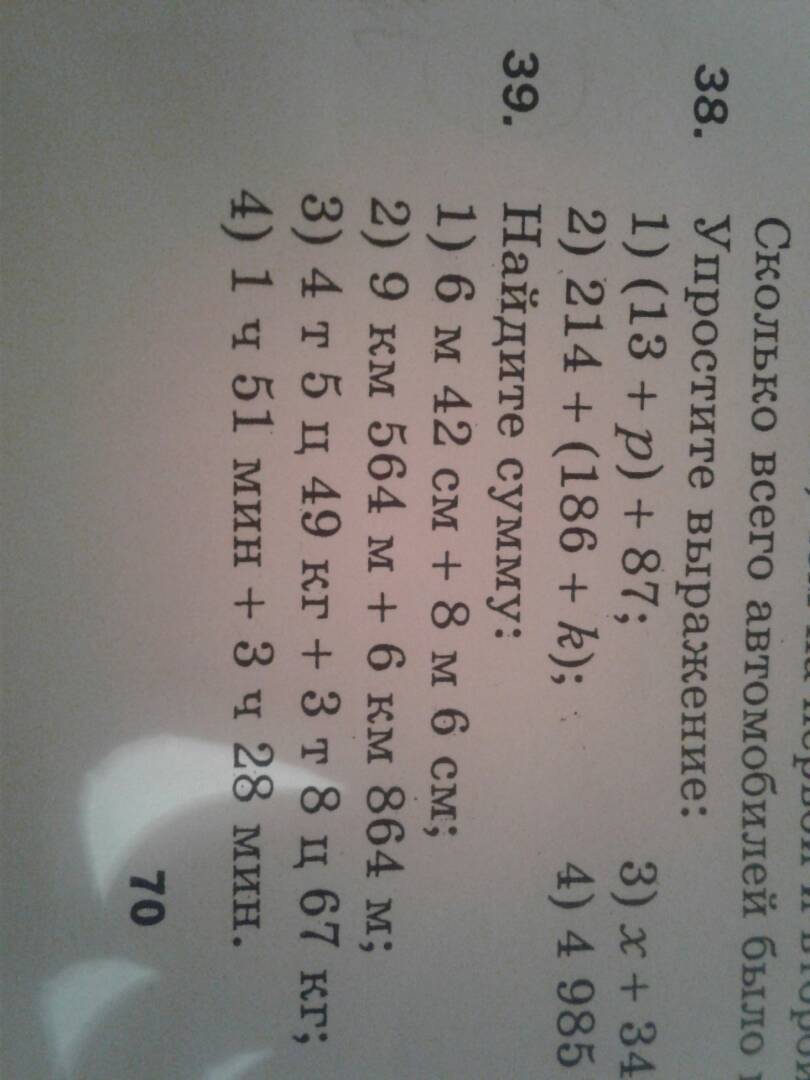 Сколько всего автомобилей было
38. Упростите выражение:
1) (13 + p) + 87; 3) x + 34
2) 214 + (186 + k); 4) 4 985
39. Найдите сумму:
1) 6 м 42 см + 8 м 6 см;
2) 9 км 564 м + 6 км 864 м;
3) 4 т 5 ц 49 кг + 3 т 8 ц 67 кг;
4) 1 ч 51 мин + 3 ч 28 мин.
70